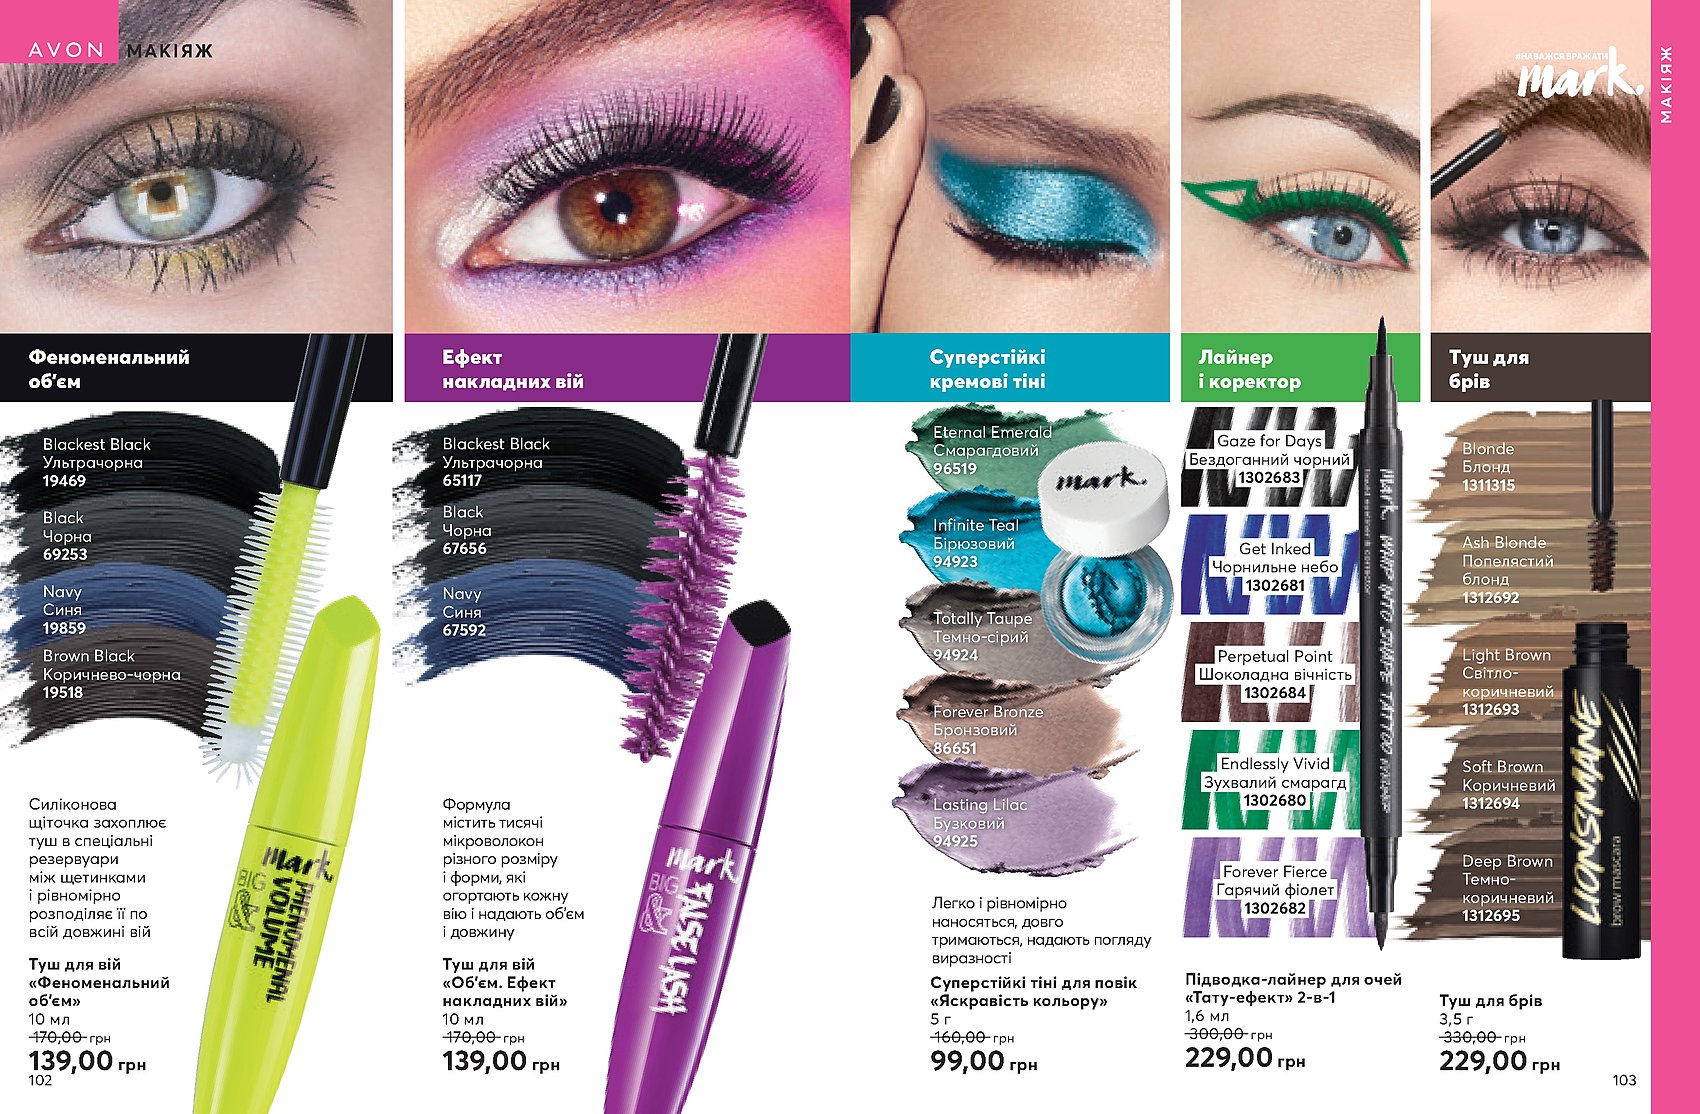 AVON
МАКІЯЖ
#НАВАЖСЯ ВРАЖАТИ
mark.
МАКІЯЖ
Феноменальний
об'єм
Blackest Black
Ультрачорна
19469
Black
Чорна
69253
Navy
Синя
19859
Brown Black
Коричнево-чорна
19518
Силіконова
щіточка захоплює
туш в спеціальні
резервуари
між щетинками
і рівномірно
розподіляє її по
всій довжині вій
Туш для вій
«Феноменальний
об'єм»
10 мл
170,00 грн
139,00 грн
102
mark.
BIG &
PHENOMENAL
VOLUME
Ефект
накладних вій
Blackest Black
Ультрачорна
65117
Black
Чорна
67656
Navy
Синя
67592
Формула
містить тисячі
мікроволокон
різного розміру
і форми, які
огортають кожну
вію і надають об'єм
і довжину
Туш для вій
«Об'єм. Ефект
накладних вій»
10 мл
170,00 грн
139,00 грн
mark.
BIG &
FALSE LASH
Суперстійкі
кремові тіні
Eternal Emerald
Смарагдовий
96519
Infinite Teal
Бірюзовий
94923
Totally Taupe
Темно-сірий
94924
Forever Bronze
Бронзовий
86651
Lasting Lilac
Бузковий
94925
mark.
Легко і рівномірно
наносяться, довго
тримаються, надають погляду
виразності
Суперстійкі тіні для повік
«Яскравість кольору»
5 г
160,00 грн
99,00 грн
Лайнер
і коректор
Gaze for Days
Бездоганний чорний
1302683
Get Inked
Чорнильне небо
1302681
Perpetual Point
Шоколадна вічність
1302684
Endlessly Vivid
Зухвалий смарагд
1302680
Forever Fierce
Гарячий фіолет
1302682
mark. WHIP INTO SHAPE TATTOO
Підводка-лайнер для очей
«Тату-ефект» 2-в-1
1,6 мл
300,00 грн
229,00 грн
Туш для
брів
Blonde
Блонд
1311315
Ash Blonde
Попелястий
блонд
1312692
Light Brown
Світло-
коричневий
1312693
Soft Brown
Коричневий
1312694
Deep Brown
Темно-
коричневий
1312695
LIONSMANE
brow mascara
Туш для брів
3,5 г
330,00 грн
229,00 грн
103